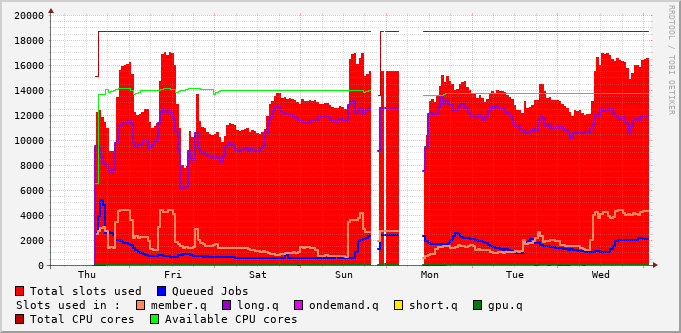 20000
18000
16000
14000
12000
10000
8000
6000
4000
2000
0
Thu Fri Sat Sun Mon Tue Wed
RRDTOOL / TOBI OETIKER
Total slots used Queued Jobs
Slots used in : member.q long.q ondemand.q short.q gpu.q
Total CPU cores Available CPU cores